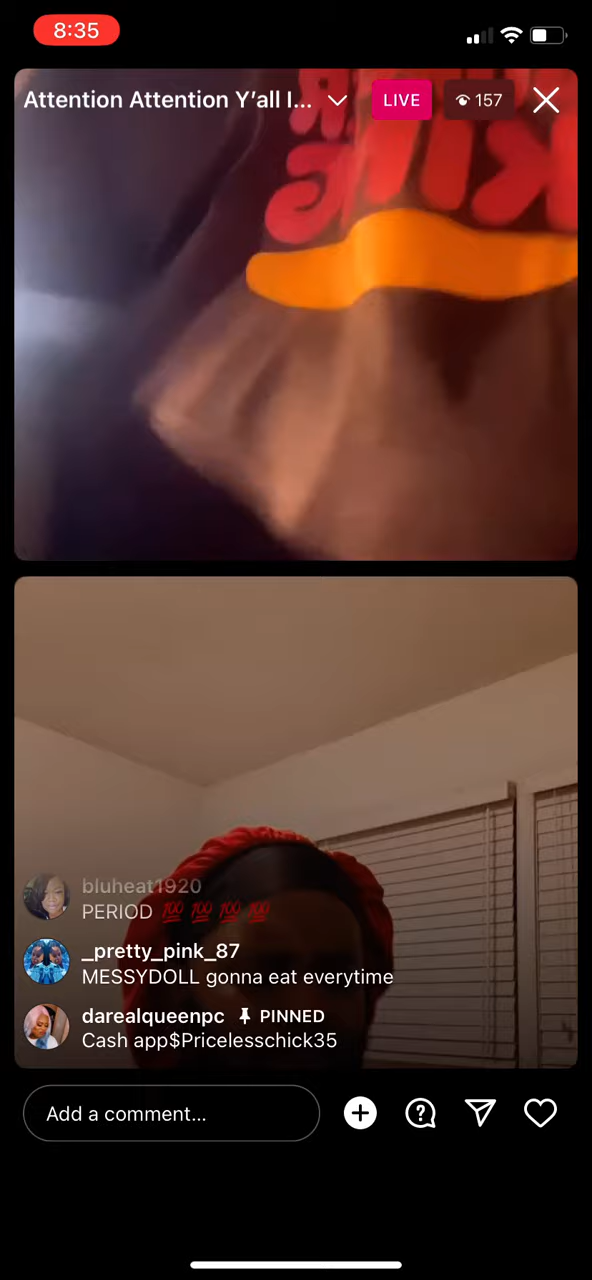 8:35
Attention Attention Y'all I...
LIVE
157
bluheat1920
PERIOD 💯 💯 💯 💯
_pretty_pink_87
MESSYDOLL gonna eat everytime
darealqueenpc PINNED
Cash app$Pricelesschick35
Add a comment...